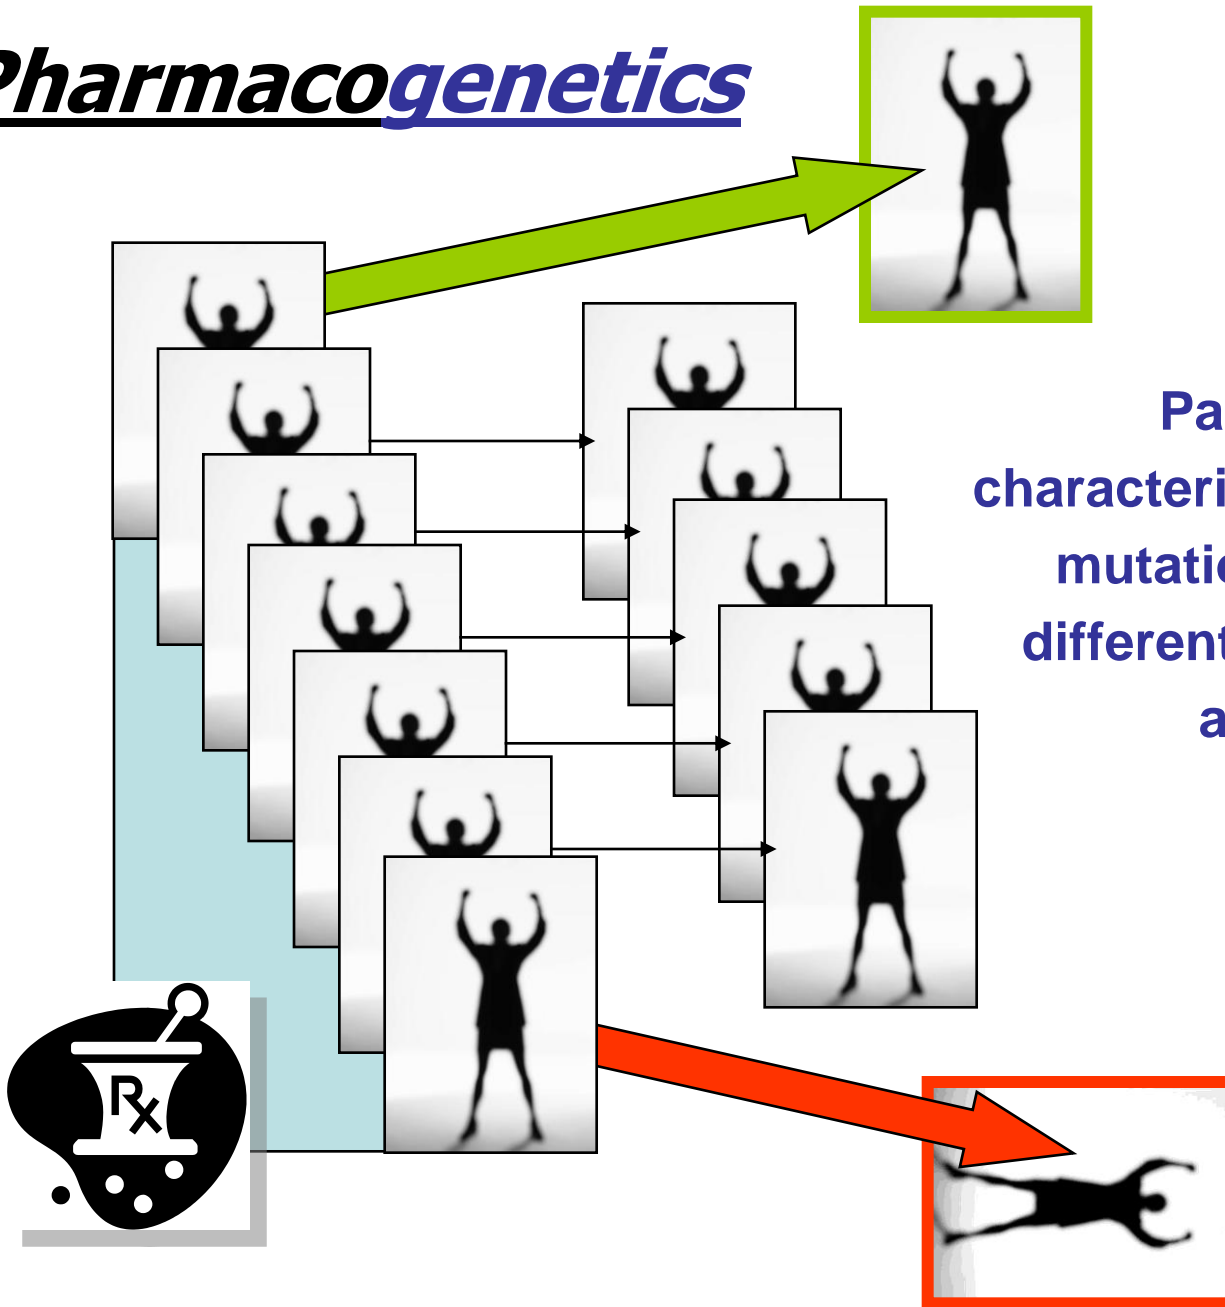 Pharmacogenetics
Pa
characteri
mutatio
different
a
Rx